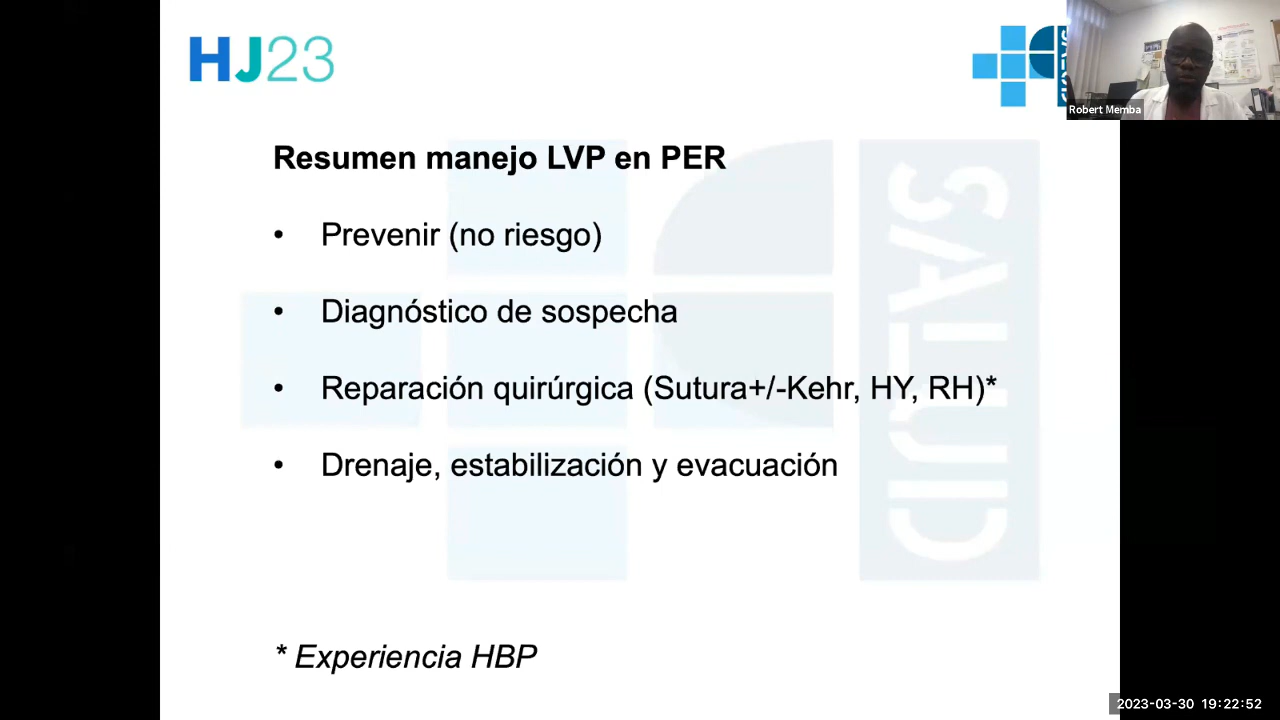 HJ23
Robert Memba
Resumen manejo LVP en PER
• Prevenir (no riesgo)
• Diagnóstico de sospecha
• Reparación quirúrgica (Sutura+/-Kehr, HY, RH)*
• Drenaje, estabilización y evacuación
SALUD
* Experiencia HBP
2023-03-30 19:22:52